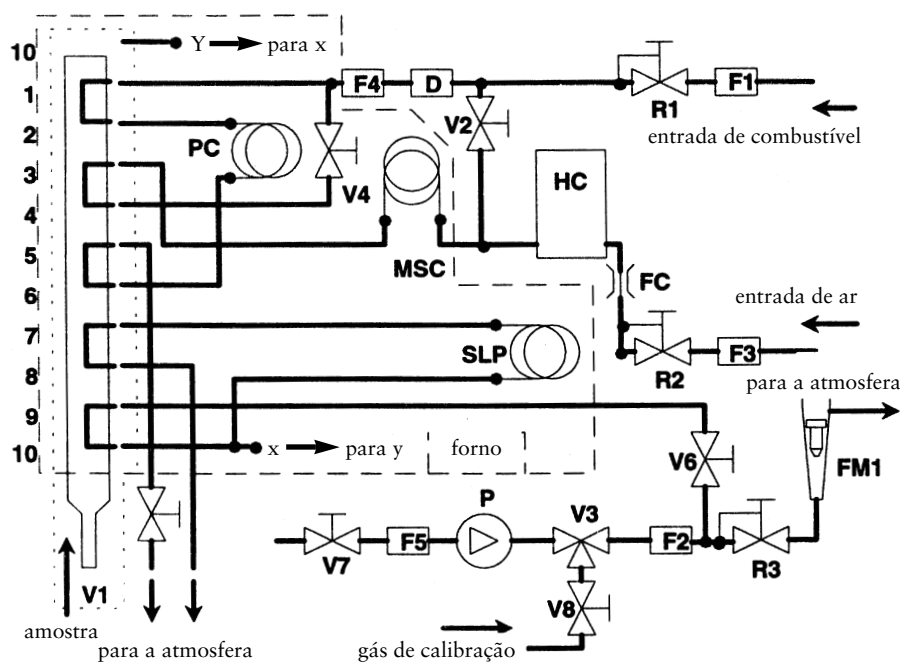 10
Y para x
1
F4
D
R1
F1
entrada de combustível
2
PC
V2
3
V4
HC
4
5
MSC
FC
6
entrada de ar
7
SLP
R2
F3
8
para a atmosfera
9
10
x para y
forno
V6
FM1
P
V3
F5
F2
V7
R3
V1
V8
amostra
para a atmosfera
gás de calibração